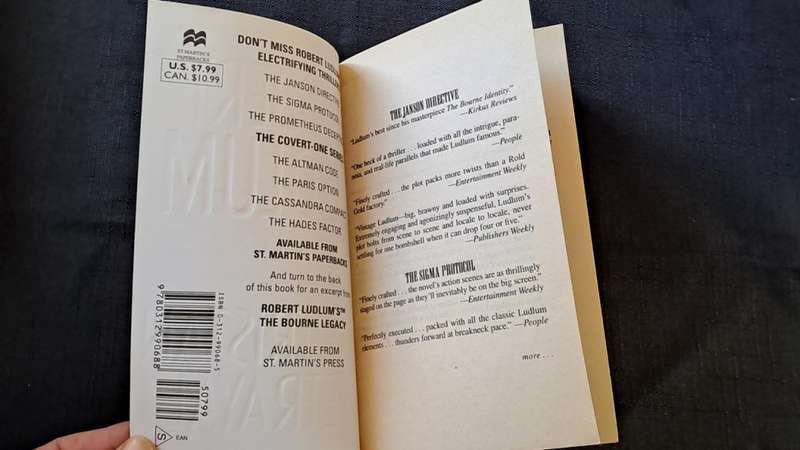 ST. MARTIN'S
PAPERBACKS
U.S. $7.99
CAN. $10.99
DON'T MISS ROBERT LUDLUM
ELECTRIFYING
THE JANSON DIRECTIVE
THE SIGMA PROTOCOL
THE PROMETHEUS DECEPTION
THE COVERT-ONE SERIES
THE ALTMAN CODE
THE PARIS OPTION
THE CASSANDRA COMPACT
THE HADES FACTOR
AVAILABLE FROM
ST. MARTIN'S PAPERBACKS
And turn to the back
of this book for an excerpt from
ROBERT LUDLUM'S™
THE BOURNE LEGACY
AVAILABLE FROM
ST. MARTIN'S PRESS
ISBN 0-312-99068-5
9780312990688
50799
S EAN
THE JANSON DIRECTIVE
"Ludlum's best since his masterpiece The Bourne Identity."
—Kirkus Reviews
"One heck of a thriller . . . loaded with all the intrigue, para-
noia, and real-life parallels that made Ludlum famous."
—People
"Finely crafted . . . the plot packs more twists than a Rold
Gold factory."
—Entertainment Weekly
"Vintage Ludlum—big, brawny and loaded with surprises.
Extremely engaging and agonizingly suspenseful, Ludlum's
plot bolts from scene to scene and locale to locale, never
settling for one bombshell when it can drop four or five."
—Publishers Weekly
THE SIGMA PROTOCOL
"Finely crafted . . . the novel's action scenes are as thrillingly
staged on the page as they'll inevitably be on the big screen."
—Entertainment Weekly
"Perfectly executed . . . packed with all the classic Ludlum
elements . . . thunders forward at breakneck pace." —People
more . . .